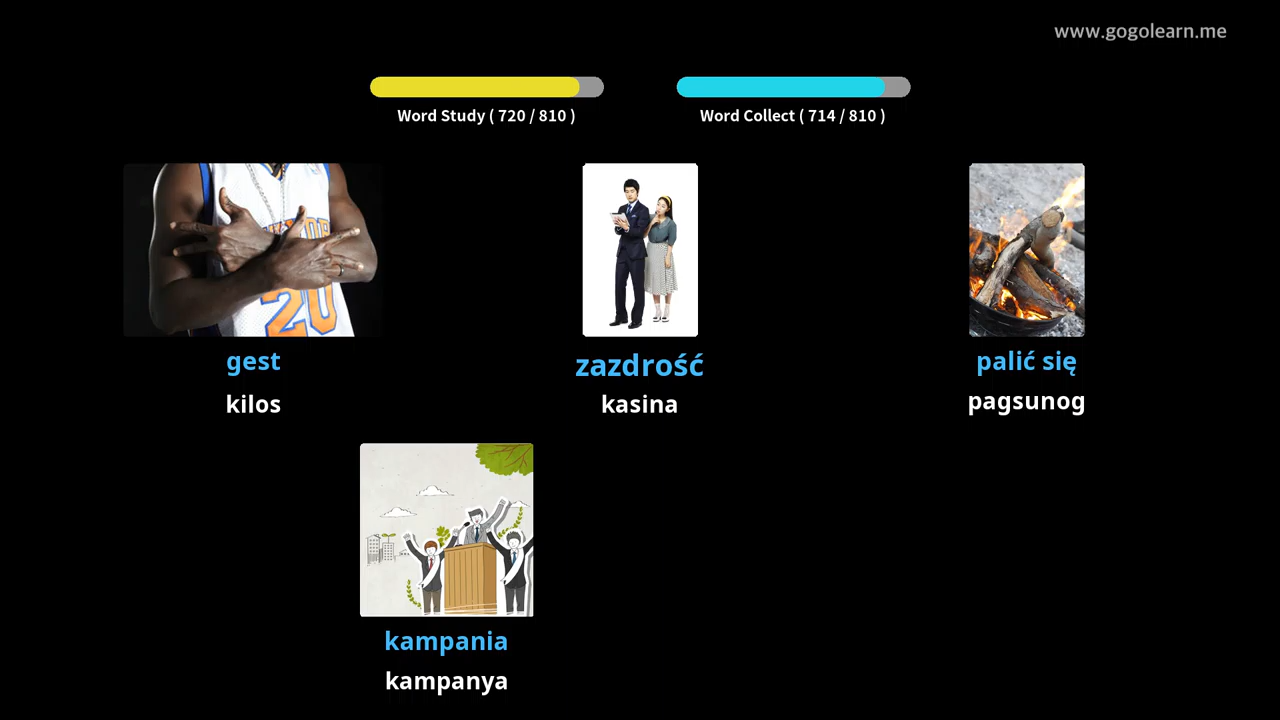 www.gogolearn.me
Word Study ( 720 / 810 )
Word Collect ( 714 / 810 )
20
gest
kilos
zazdrość
kasina
palić się
pagsunog
kampania
kampanya